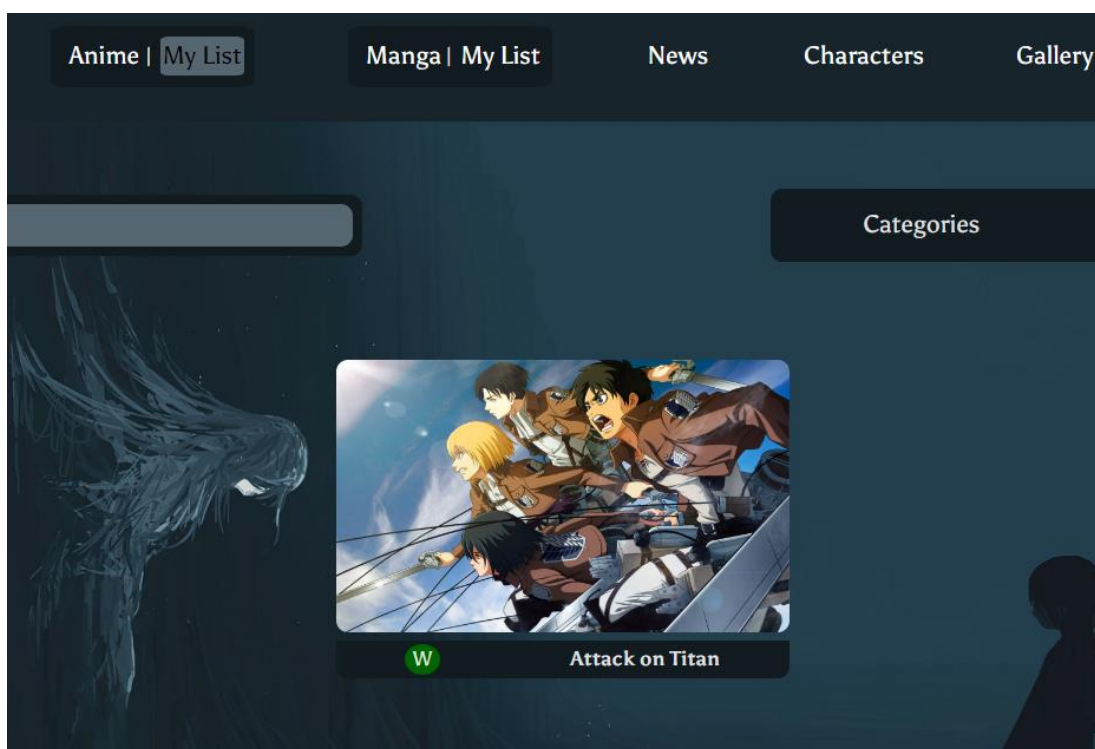 Anime | My List Manga | My List News Characters Gallery
Categories
W Attack on Titan